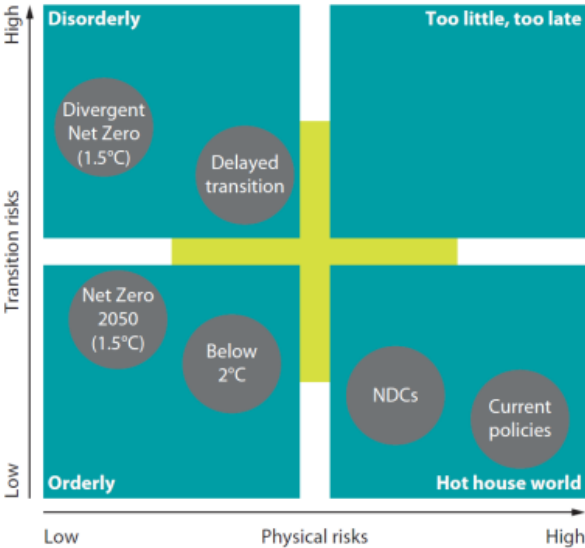 High
Transition risks
Low
Disorderly
Too little, too late
Divergent
Net Zero
(1.5°C)
Delayed
transition
Net Zero
2050
(1.5°C)
Below
2°C
NDCs
Current
policies
Orderly
Hot house world
Low
Physical risks
High